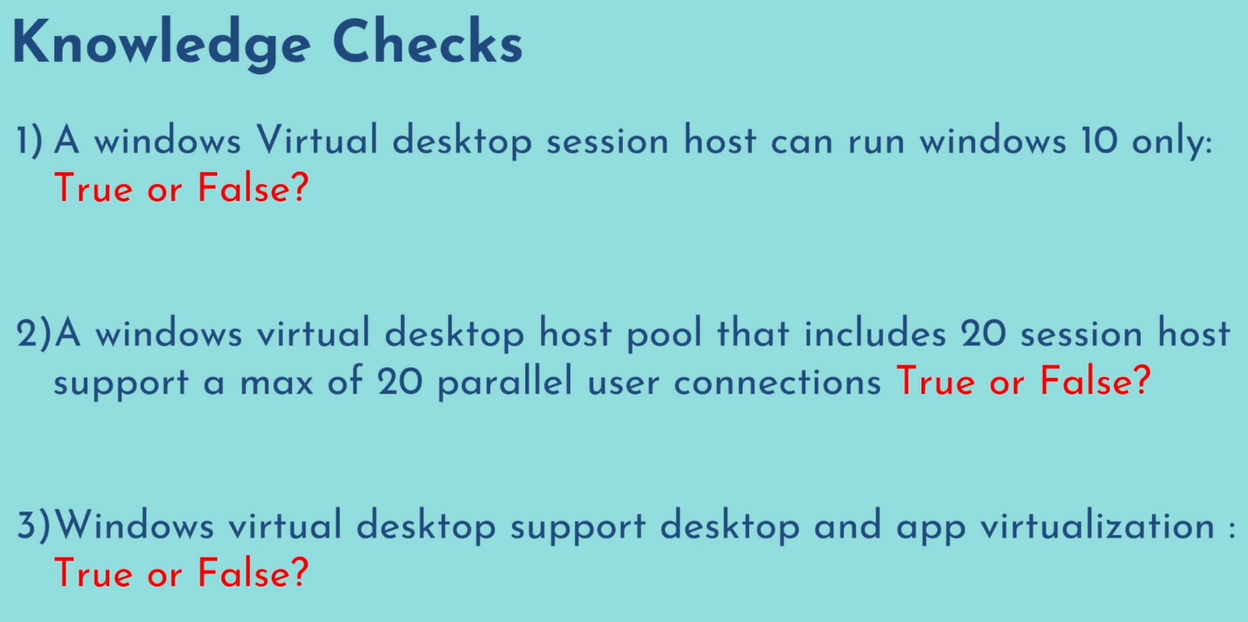 Knowledge Checks
1) A windows Virtual desktop session host can run windows 10 only:
True or False?
2)A windows virtual desktop host pool that includes 20 session host
support a max of 20 parallel user connections True or False?
3)Windows virtual desktop support desktop and app virtualization :
True or False?